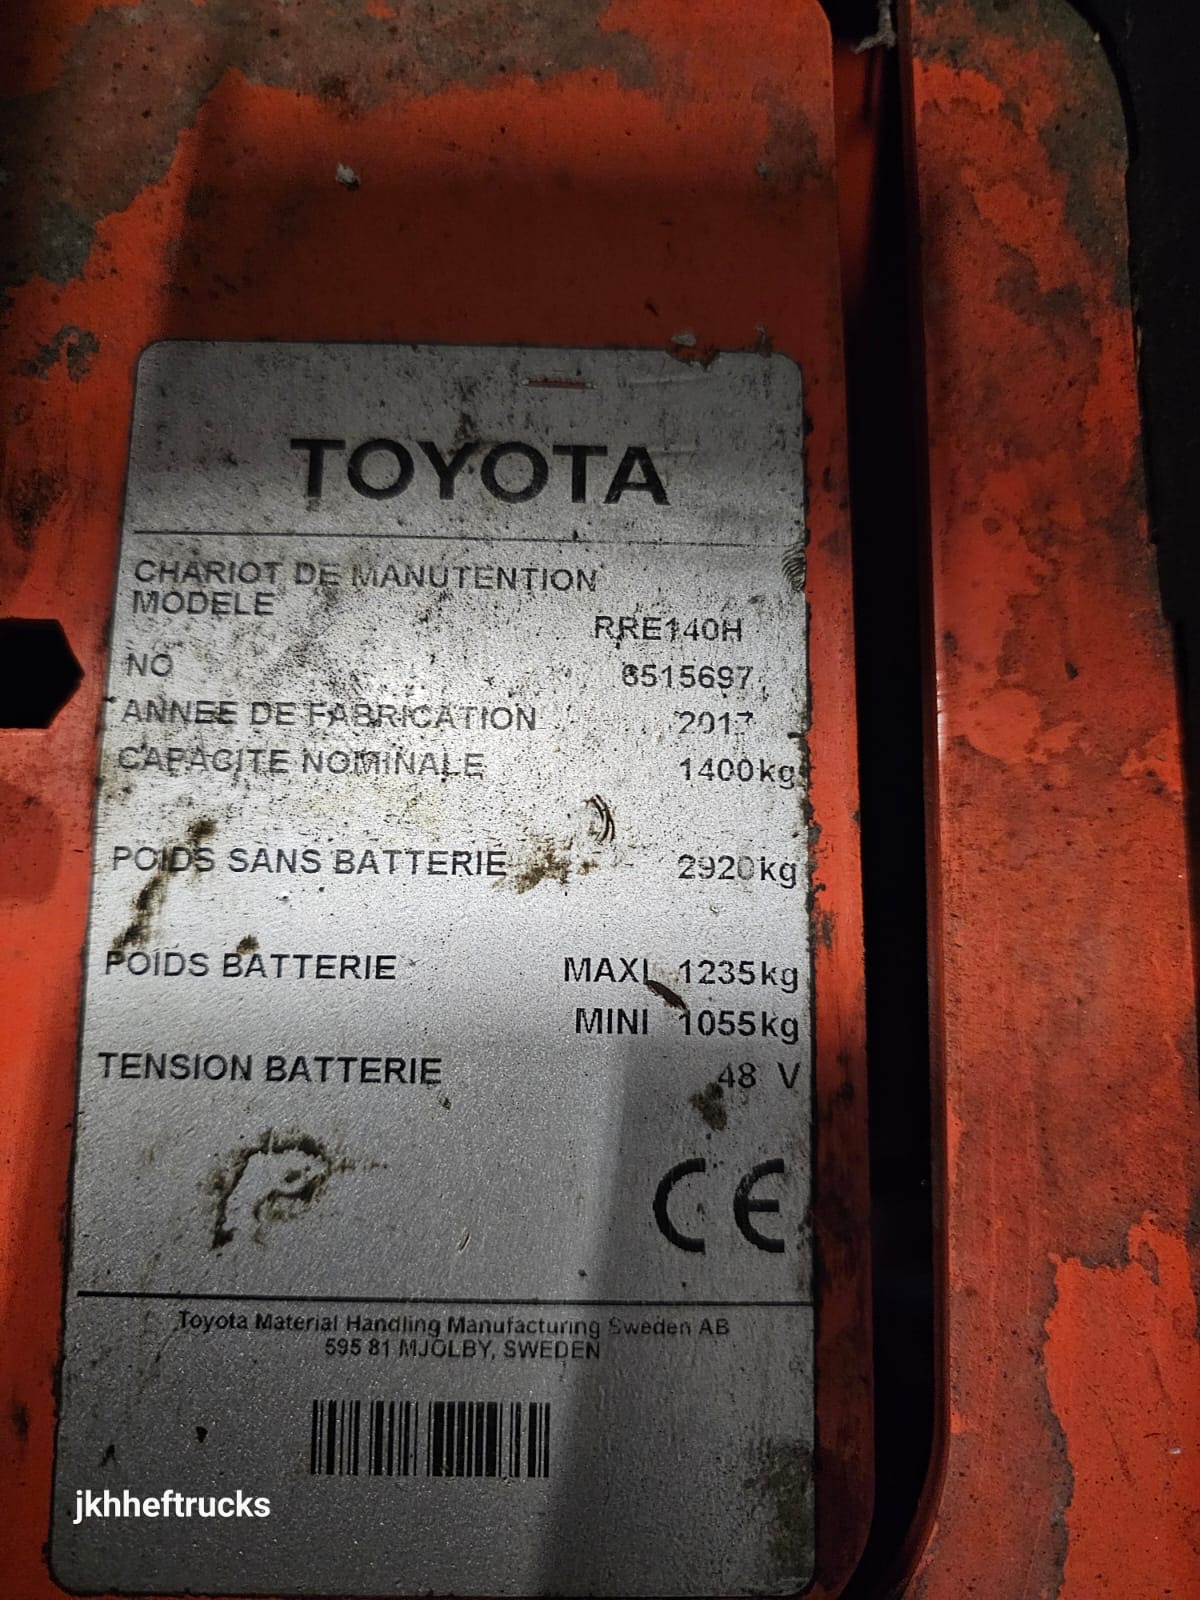 TOYOTA
CHARIOT DE MANUTENTION
MODELE
RRE140H
NO 6515697
ANNEE DE FABRICATION 2017
CAPACITE NOMINALE 1400kg
POIDS SANS BATTERIE 2920kg
POIDS BATTERIE MAXI 1235kg
MINI 1055kg
TENSION BATTERIE 48 V
CE
Toyota Material Handling Manufacturing Sweden AB
595 81 MJOLBY, SWEDEN
jkhheftrucks